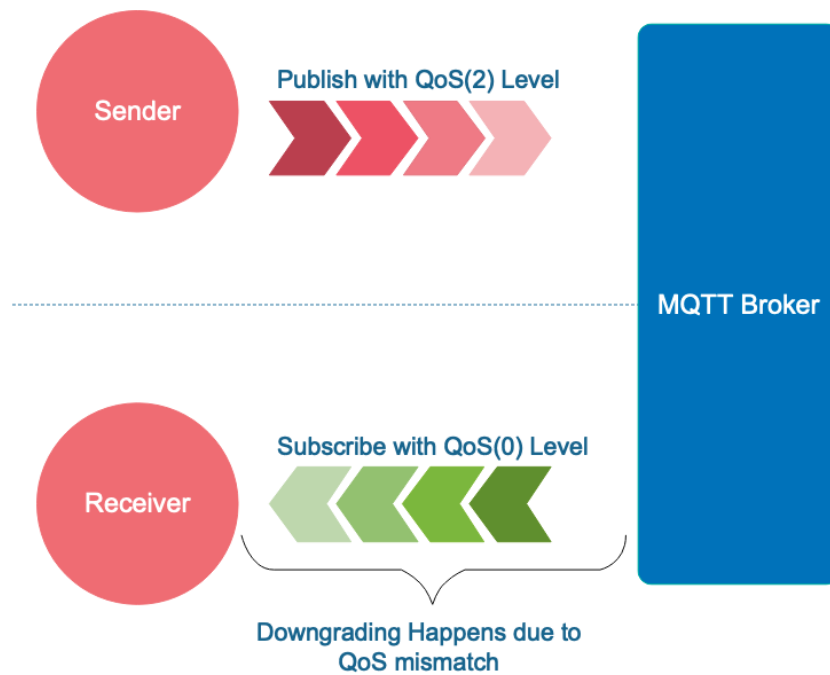 Publish with QoS(2) Level
Sender
MQTT Broker
Subscribe with QoS(0) Level
Receiver
Downgrading Happens due to
QoS mismatch